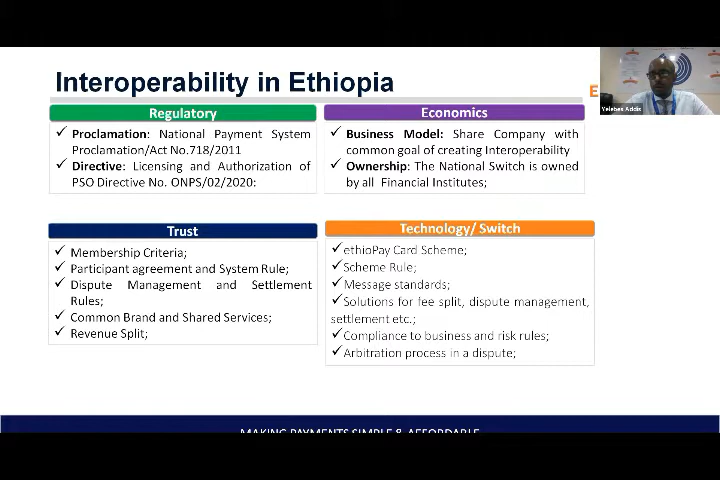 Interoperability in Ethiopia
E
Yelebes Addis
Regulatory
✓ Proclamation: National Payment System
Proclamation/Act No.718/2011
✓ Directive: Licensing and Authorization of
PSO Directive No. ONPS/02/2020:
Economics
✓ Business Model: Share Company with
common goal of creating Interoperability
✓ Ownership: The National Switch is owned
by all Financial Institutes;
Trust
✓ Membership Criteria;
✓ Participant agreement and System Rule;
✓ Dispute Management and Settlement
Rules;
✓ Common Brand and Shared Services;
✓ Revenue Split;
Technology/ Switch
✓ethioPay Card Scheme;
✓Scheme Rule;
✓Message standards;
✓Solutions for fee split, dispute management,
settlement etc.;
✓Compliance to business and risk rules;
✓Arbitration process in a dispute;
MAKING PAYMENTS SIMPLE & AFFORDABLE